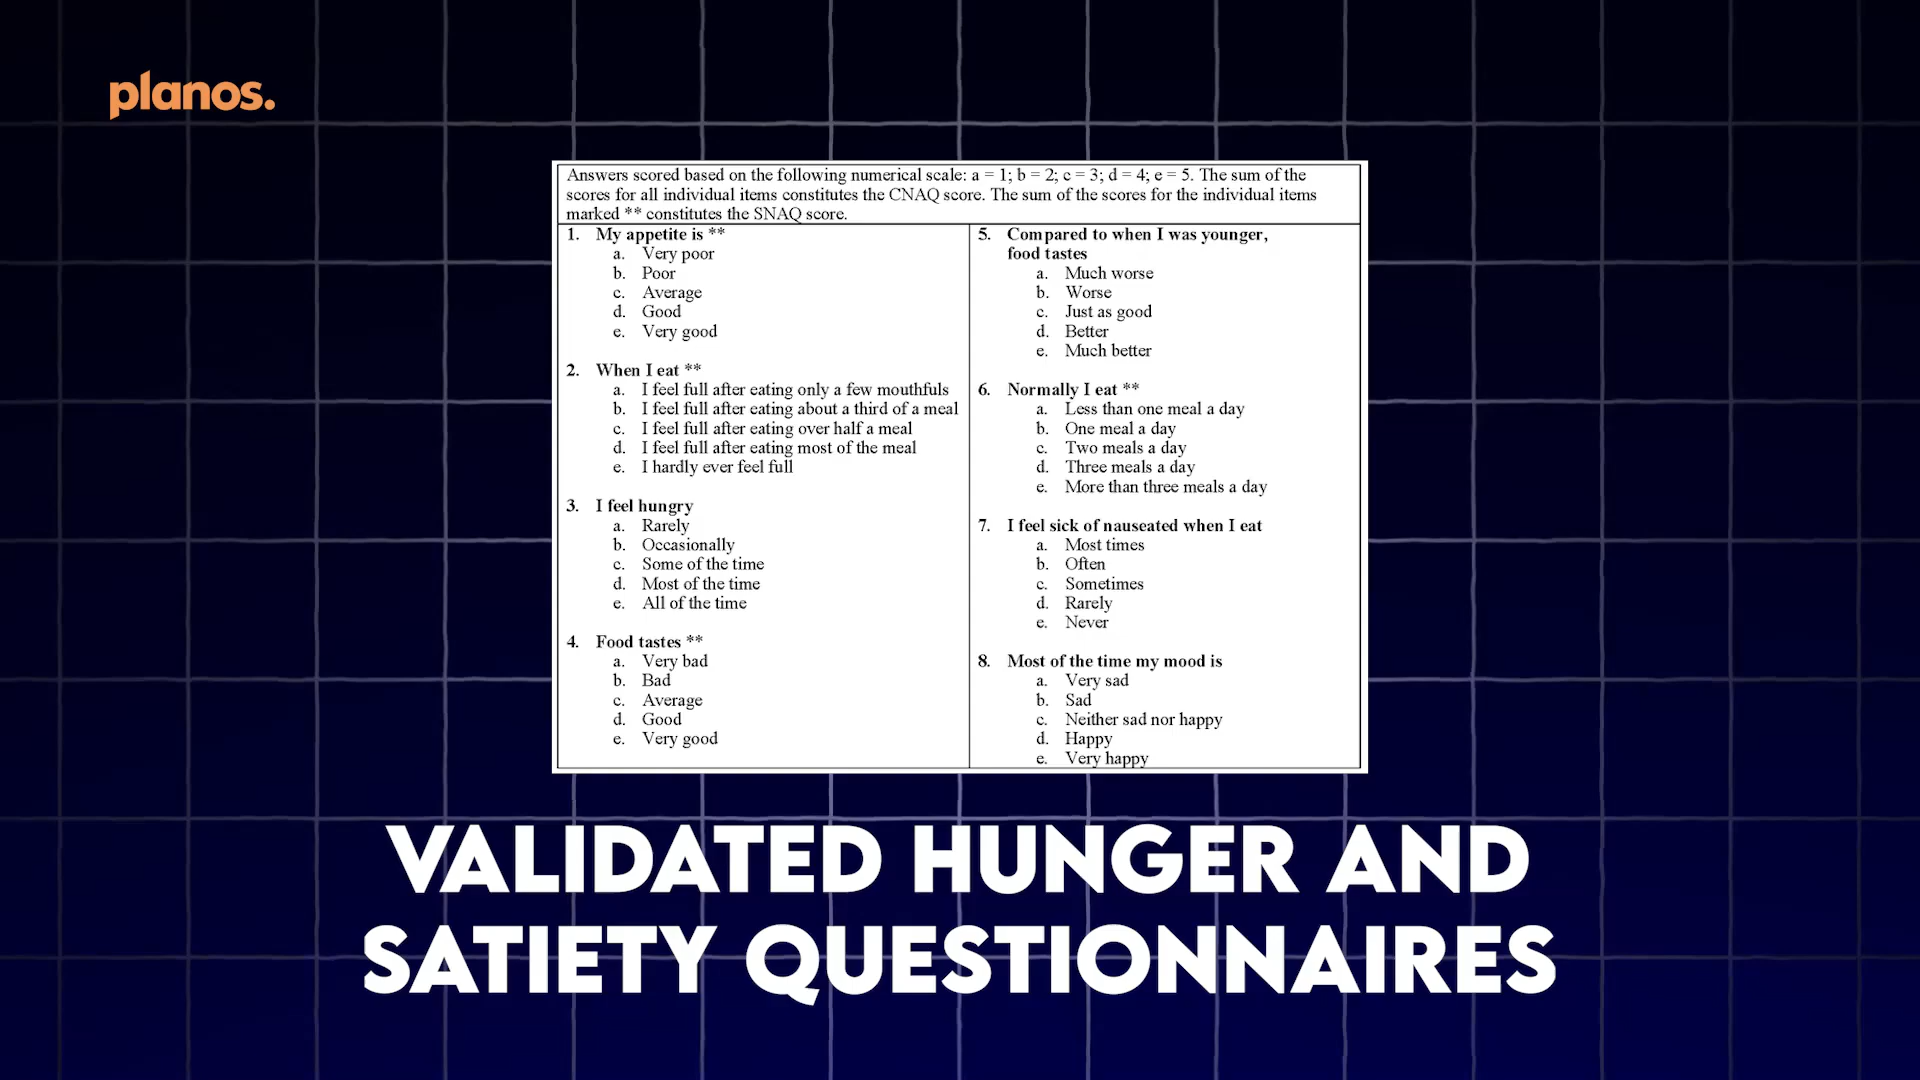 planos.
Answers scored based on the following numerical scale: a = 1; b = 2; c = 3; d = 4; e = 5. The sum of the
scores for all individual items constitutes the CNAQ score. The sum of the scores for the individual items
marked ** constitutes the SNAQ score.
1. My appetite is **
a. Very poor
b. Poor
c. Average
d. Good
e. Very good
2. When I eat **
a. I feel full after eating only a few mouthfuls
b. I feel full after eating about a third of a meal
c. I feel full after eating over half a meal
d. I feel full after eating most of the meal
e. I hardly ever feel full
3. I feel hungry
a. Rarely
b. Occasionally
c. Some of the time
d. Most of the time
e. All of the time
4. Food tastes **
a. Very bad
b. Bad
c. Average
d. Good
e. Very good
5. Compared to when I was younger,
food tastes
a. Much worse
b. Worse
c. Just as good
d. Better
e. Much better
6. Normally I eat **
a. Less than one meal a day
b. One meal a day
c. Two meals a day
d. Three meals a day
e. More than three meals a day
7. I feel sick of nauseated when I eat
a. Most times
b. Often
c. Sometimes
d. Rarely
e. Never
8. Most of the time my mood is
a. Very sad
b. Sad
c. Neither sad nor happy
d. Happy
e. Very happy
VALIDATED HUNGER AND
SATIETY QUESTIONNAIRES